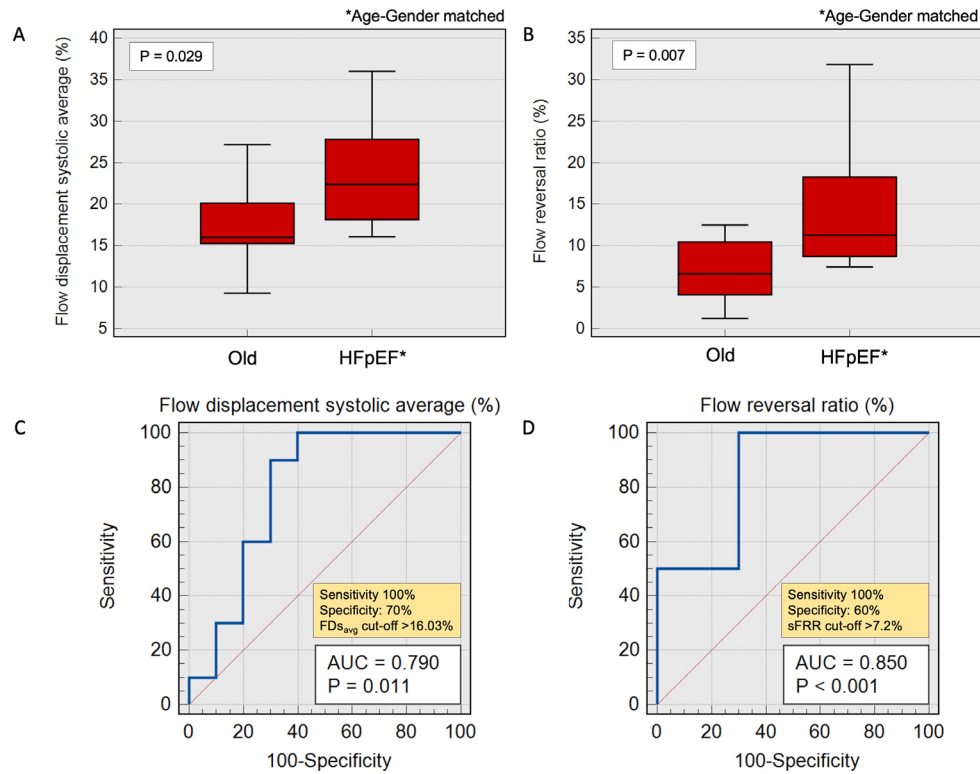 *Age-Gender matched
A
P = 0.029
Flow displacement systolic average (%)
40
35
30
25
20
15
10
5
Old
HFpEF*
*Age-Gender matched
B
P = 0.007
Flow reversal ratio (%)
35
30
25
20
15
10
5
0
Old
HFpEF*
C
Flow displacement systolic average (%)
Sensitivity
100
80
60
40
20
0
Sensitivity 100%
Specificity: 70%
FDsavg cut-off >16.03%
AUC = 0.790
P = 0.011
0 20 40 60 80 100
100-Specificity
D
Flow reversal ratio (%)
Sensitivity
100
80
60
40
20
0
Sensitivity 100%
Specificity: 60%
sFRR cut-off >7.2%
AUC = 0.850
P < 0.001
0 20 40 60 80 100
100-Specificity